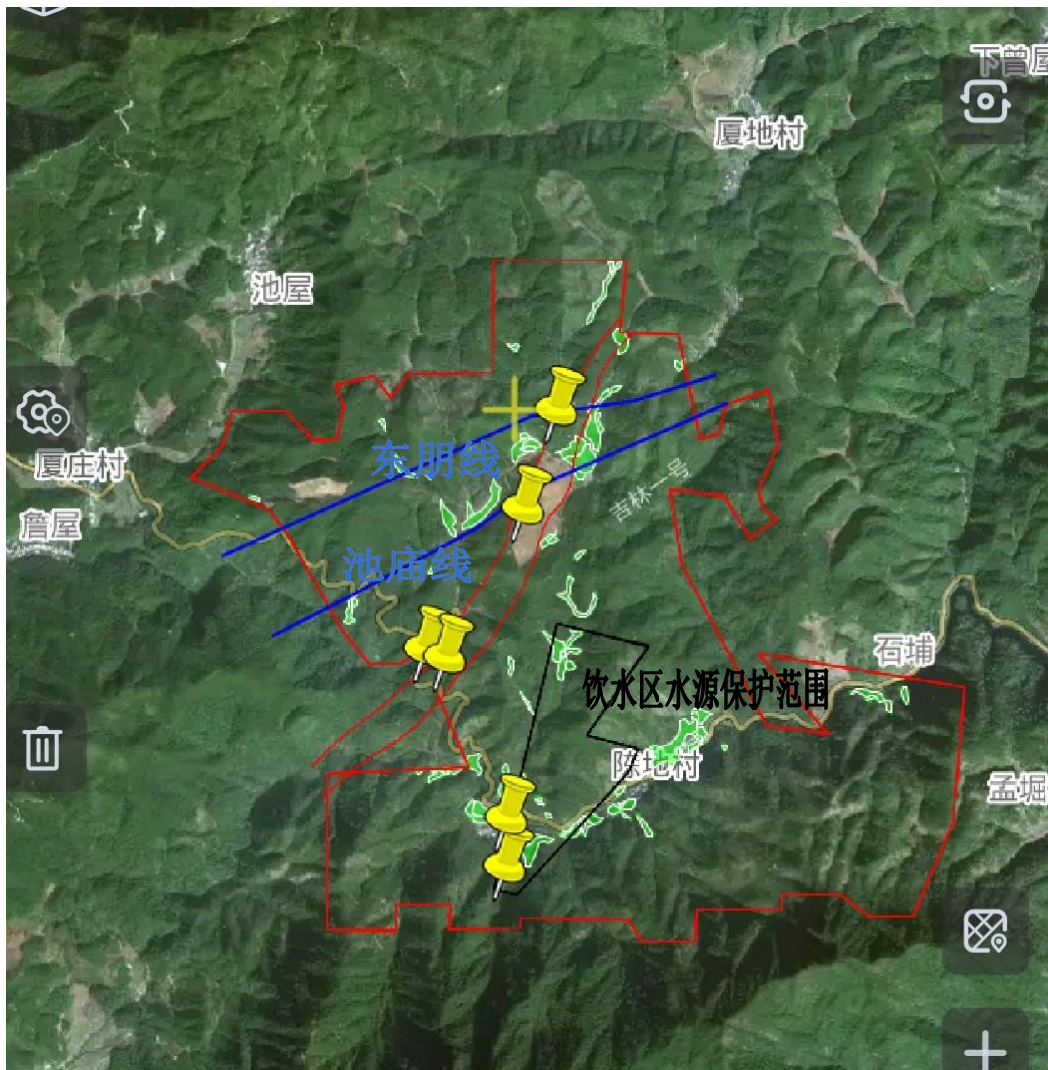 下曾屋
厦地村
池屋
东朋线
厦庄村
吉林一号
詹屋
池庙线
石埔
饮水区水源保护范围
陈地村
孟堀